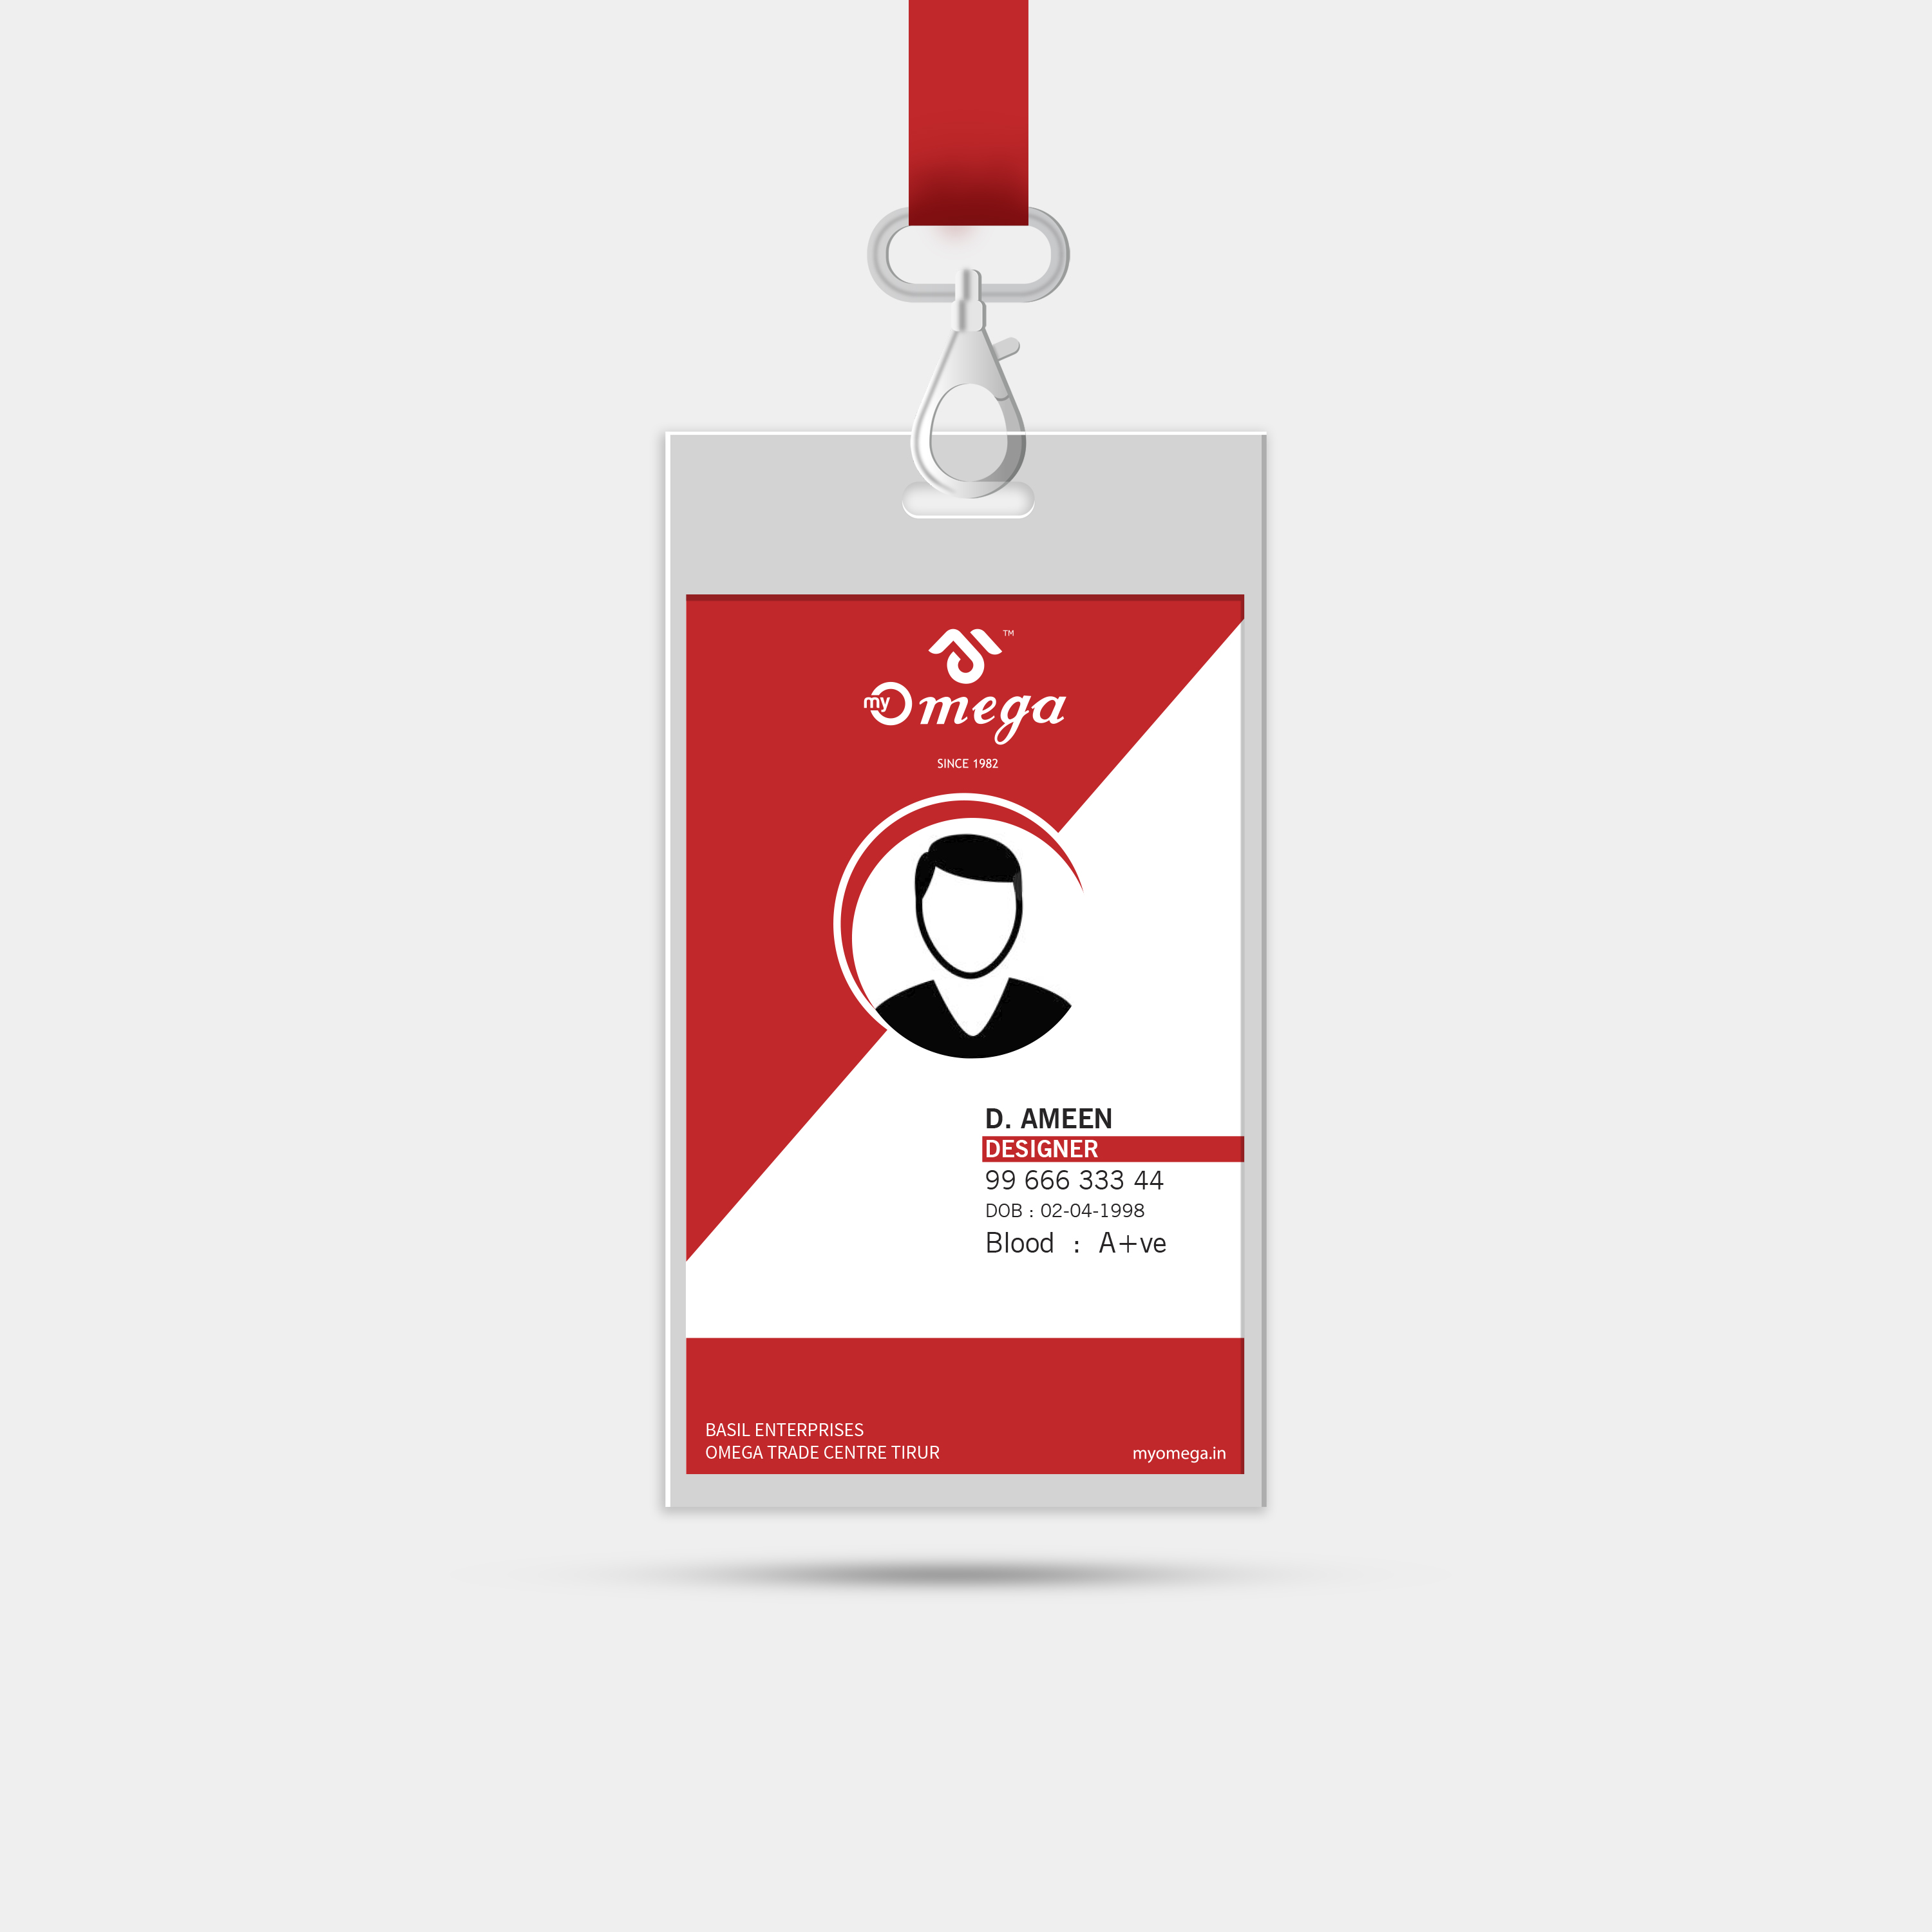 TM
my Omega
SINCE 1982
D. AMEEN
DESIGNER
99 666 333 44
DOB : 02-04-1998
Blood : A+ve
BASIL ENTERPRISES
OMEGA TRADE CENTRE TIRUR
myomega.in